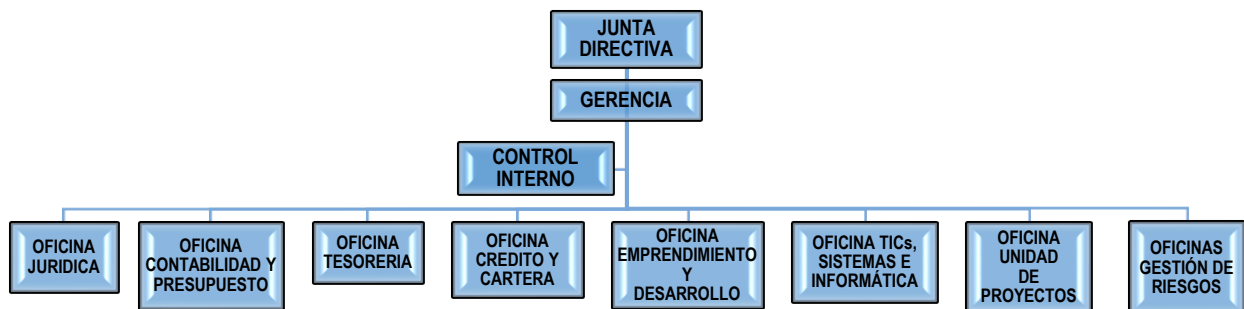 JUNTA
DIRECTIVA
GERENCIA
CONTROL
INTERNO
OFICINA
JURIDICA
OFICINA
CONTABILIDAD Y
PRESUPUESTO
OFICINA
TESORERIA
OFICINA
CREDITO Y
CARTERA
OFICINA
EMPRENDIMIENTO
Y
DESARROLLO
OFICINA TICs,
SISTEMAS E
INFORMÁTICA
OFICINA
UNIDAD
DE
PROYECTOS
OFICINAS
GESTIÓN DE
RIESGOS